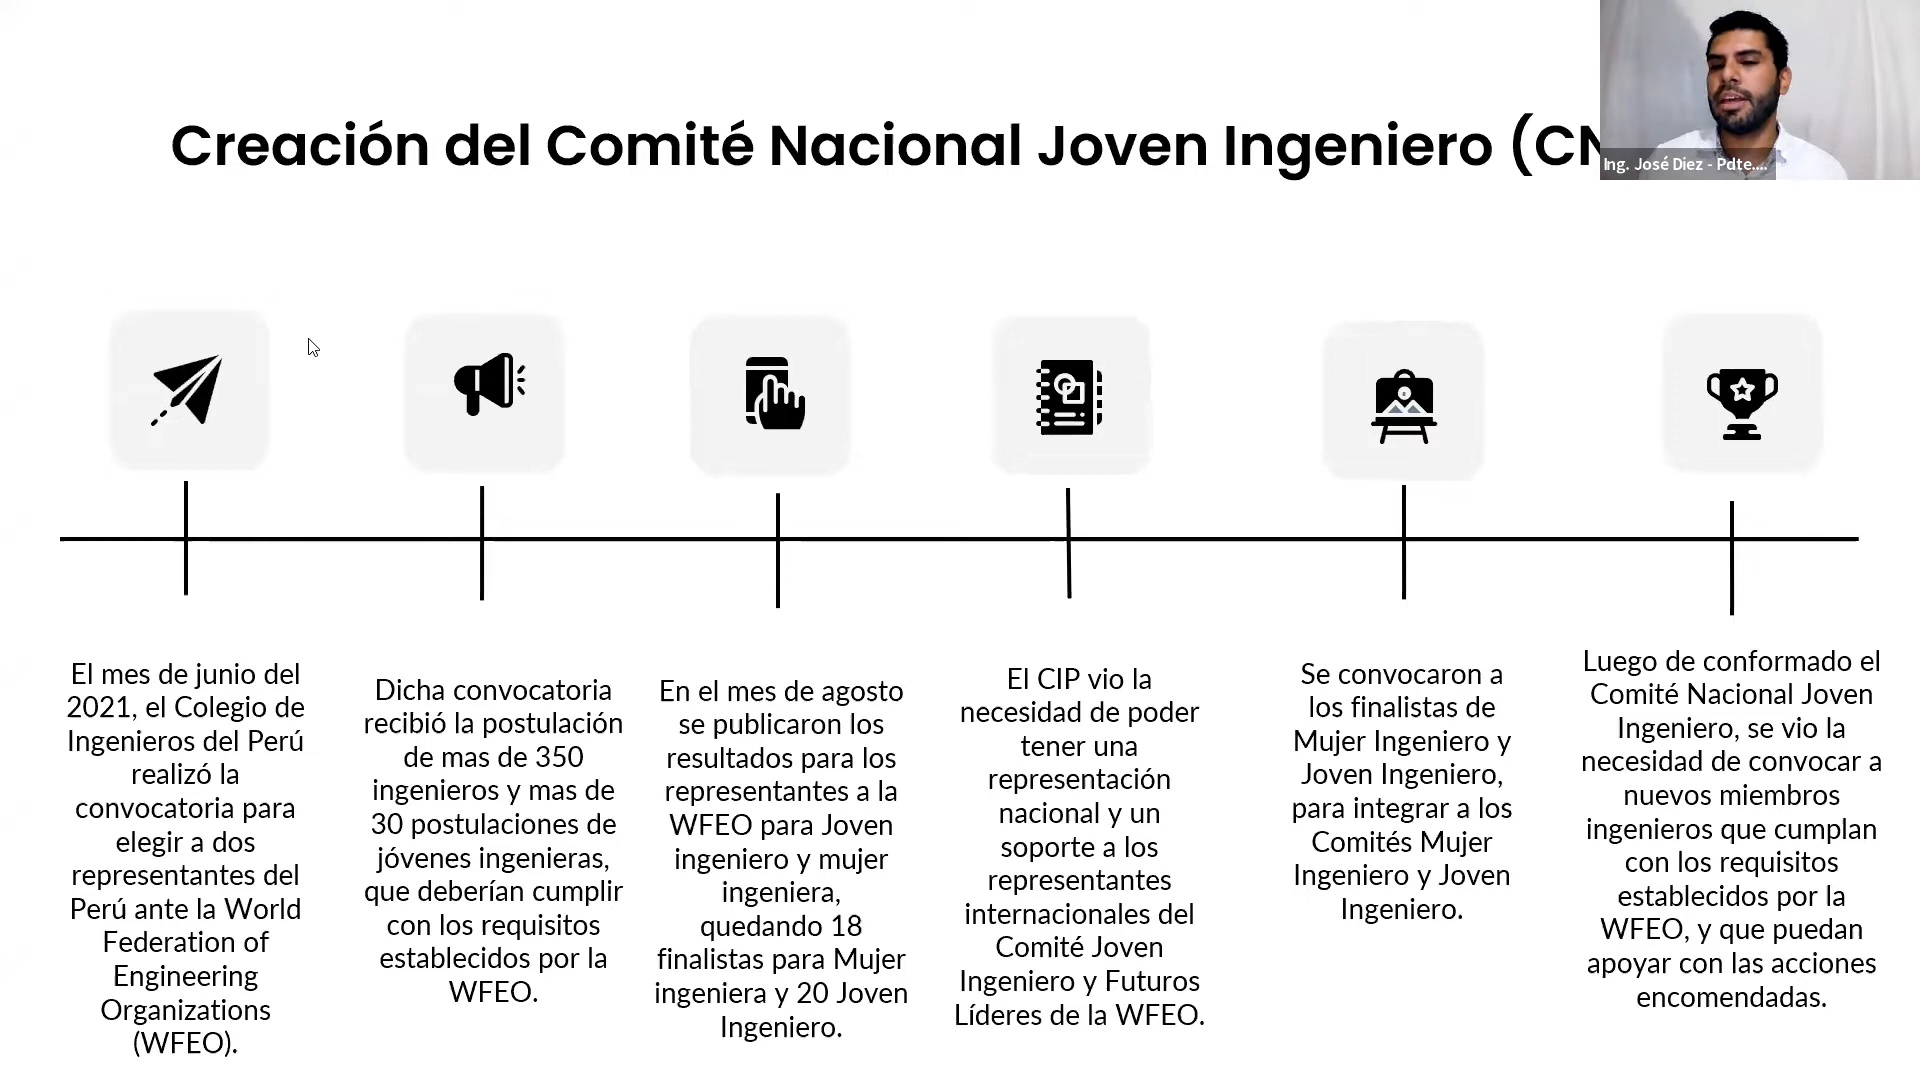 Creación del Comité Nacional Joven Ingeniero (CN
Ing. José Diez - Pdte....
El mes de junio del
2021, el Colegio de
Ingenieros del Perú
realizó la
convocatoria para
elegir a dos
representantes del
Perú ante la World
Federation of
Engineering
Organizations
(WFEO).
Dicha convocatoria
recibió la postulación
de mas de 350
ingenieros y mas de
30 postulaciones de
jóvenes ingenieras,
que deberían cumplir
con los requisitos
establecidos por la
WFEO.
En el mes de agosto
se publicaron los
resultados para los
representantes a la
WFEO para Joven
ingeniero y mujer
ingeniera,
quedando 18
finalistas para Mujer
ingeniera y 20 Joven
Ingeniero.
El CIP vio la
necesidad de poder
tener una
representación
nacional y un
soporte a los
representantes
internacionales del
Comité Joven
Ingeniero y Futuros
Líderes de la WFEO.
Se convocaron a
los finalistas de
Mujer Ingeniero y
Joven Ingeniero,
para integrar a los
Comités Mujer
Ingeniero y Joven
Ingeniero.
Luego de conformado el
Comité Nacional Joven
Ingeniero, se vio la
necesidad de convocar a
nuevos miembros
ingenieros que cumplan
con los requisitos
establecidos por la
WFEO, y que puedan
apoyar con las acciones
encomendadas.